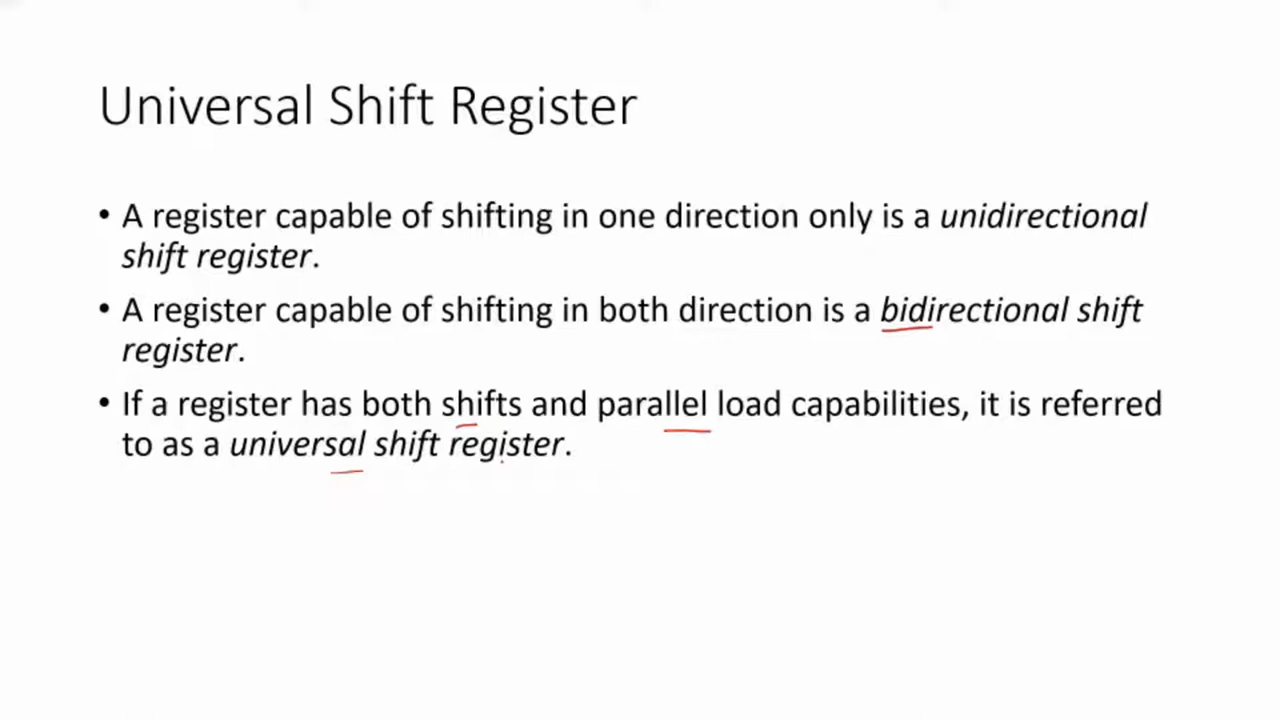 Universal Shift Register
• A register capable of shifting in one direction only is a unidirectional
shift register.
• A register capable of shifting in both direction is a bidirectional shift
register.
• If a register has both shifts and parallel load capabilities, it is referred
to as a universal shift register.